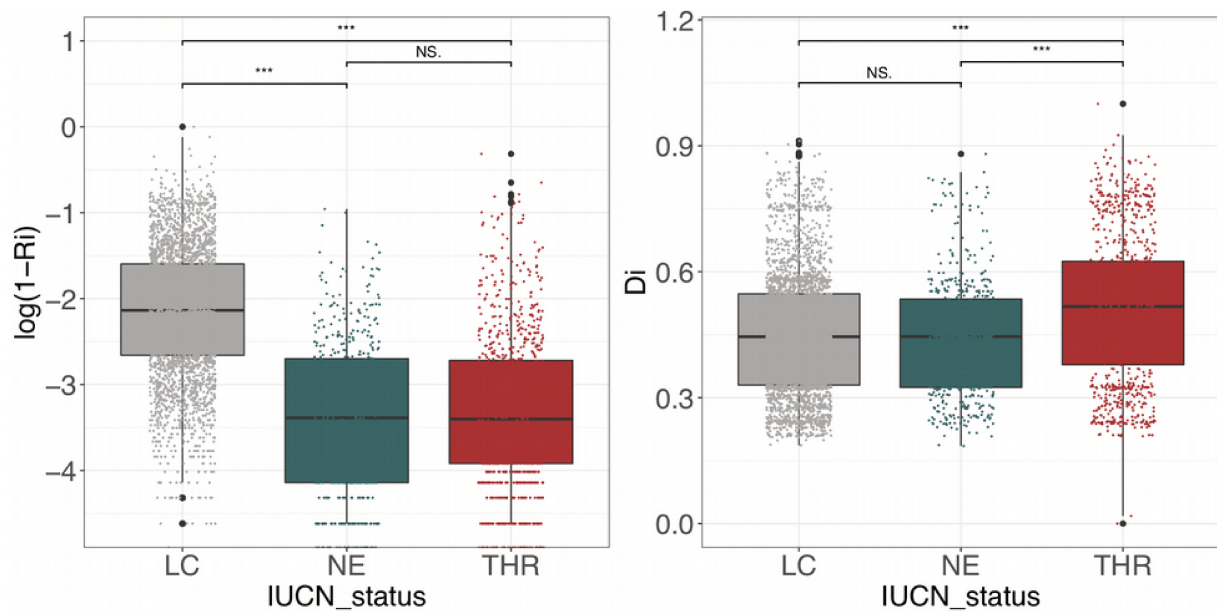 ***
NS.
***
1
0
−1
−2
−3
−4
log(1−Ri)
LC NE THR
IUCN_status
***
***
NS.
1.2
0.9
0.6
0.3
0.0
Di
LC NE THR
IUCN_status